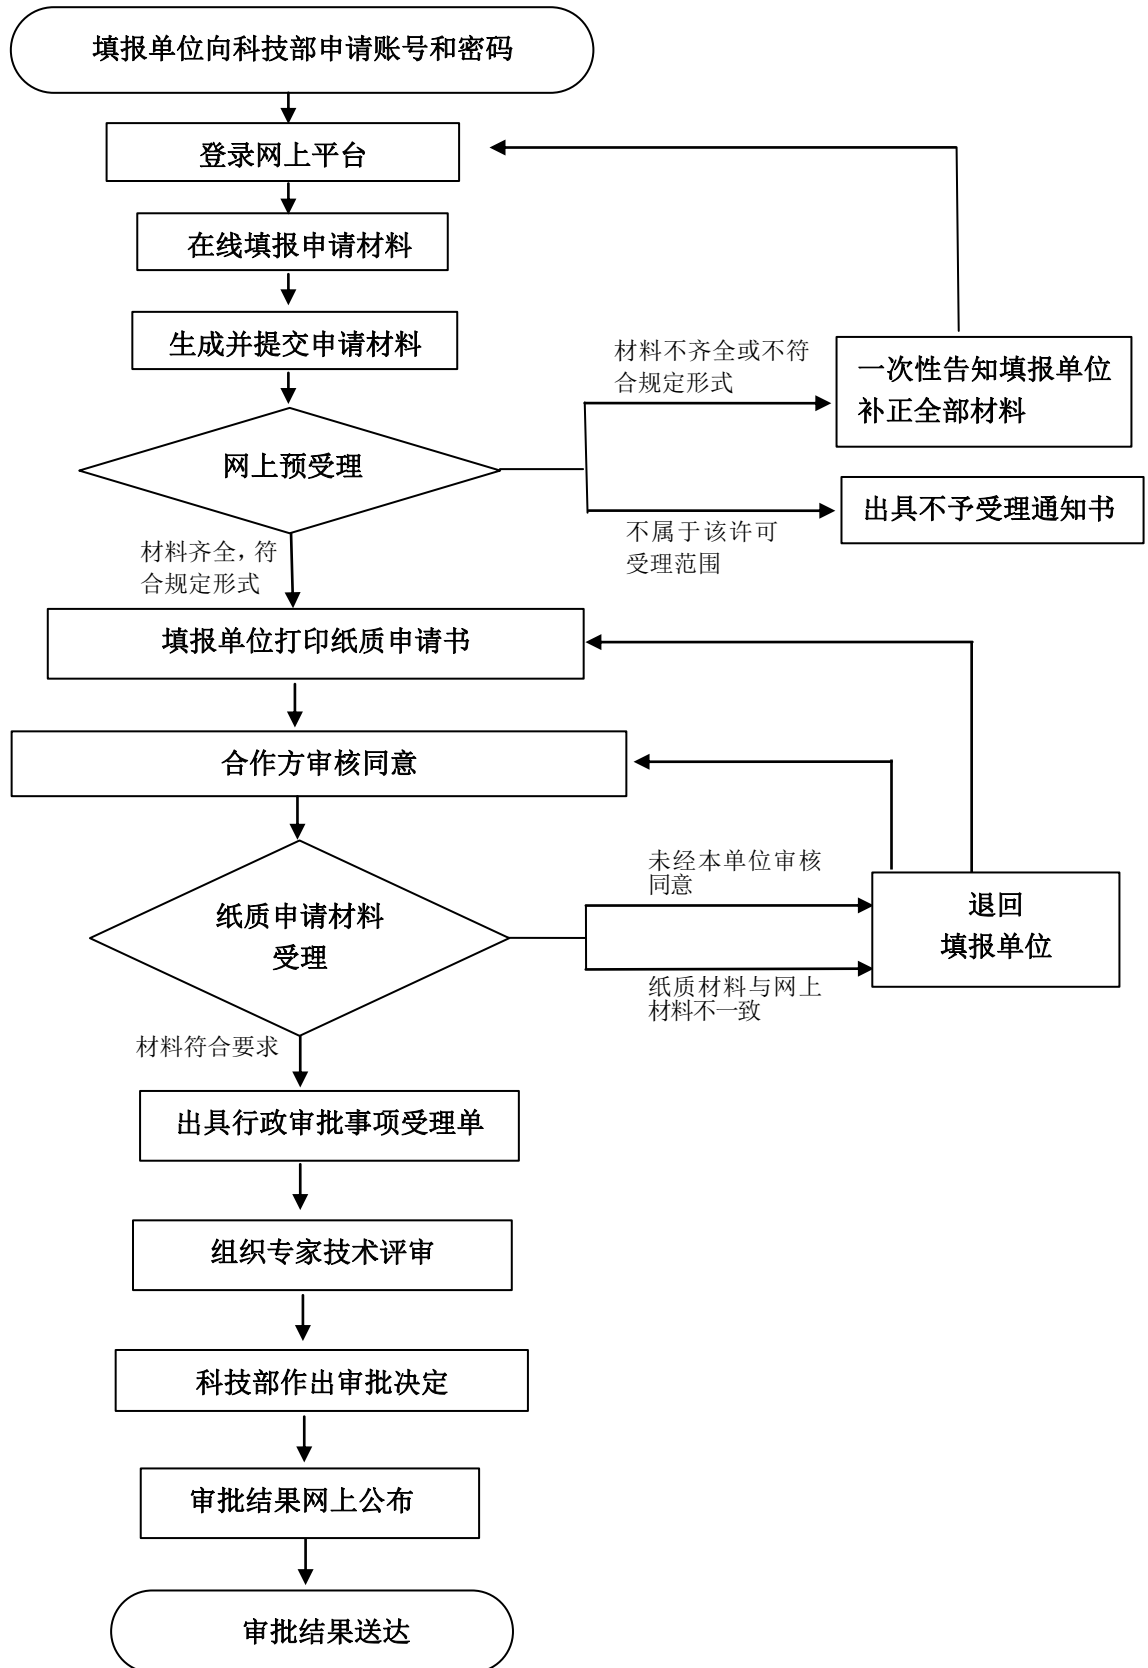 填报单位向科技部申请账号和密码
登录网上平台
在线填报申请材料
生成并提交申请材料
材料不齐全或不符
合规定形式
一次性告知填报单位
补正全部材料
网上预受理
出具不予受理通知书
不属于该许可
受理范围
材料齐全，符
合规定形式
填报单位打印纸质申请书
合作方审核同意
未经本单位审核
同意
纸质申请材料
受理
退回
填报单位
纸质材料与网上
材料不一致
材料符合要求
出具行政审批事项受理单
组织专家技术评审
科技部作出审批决定
审批结果网上公布
审批结果送达